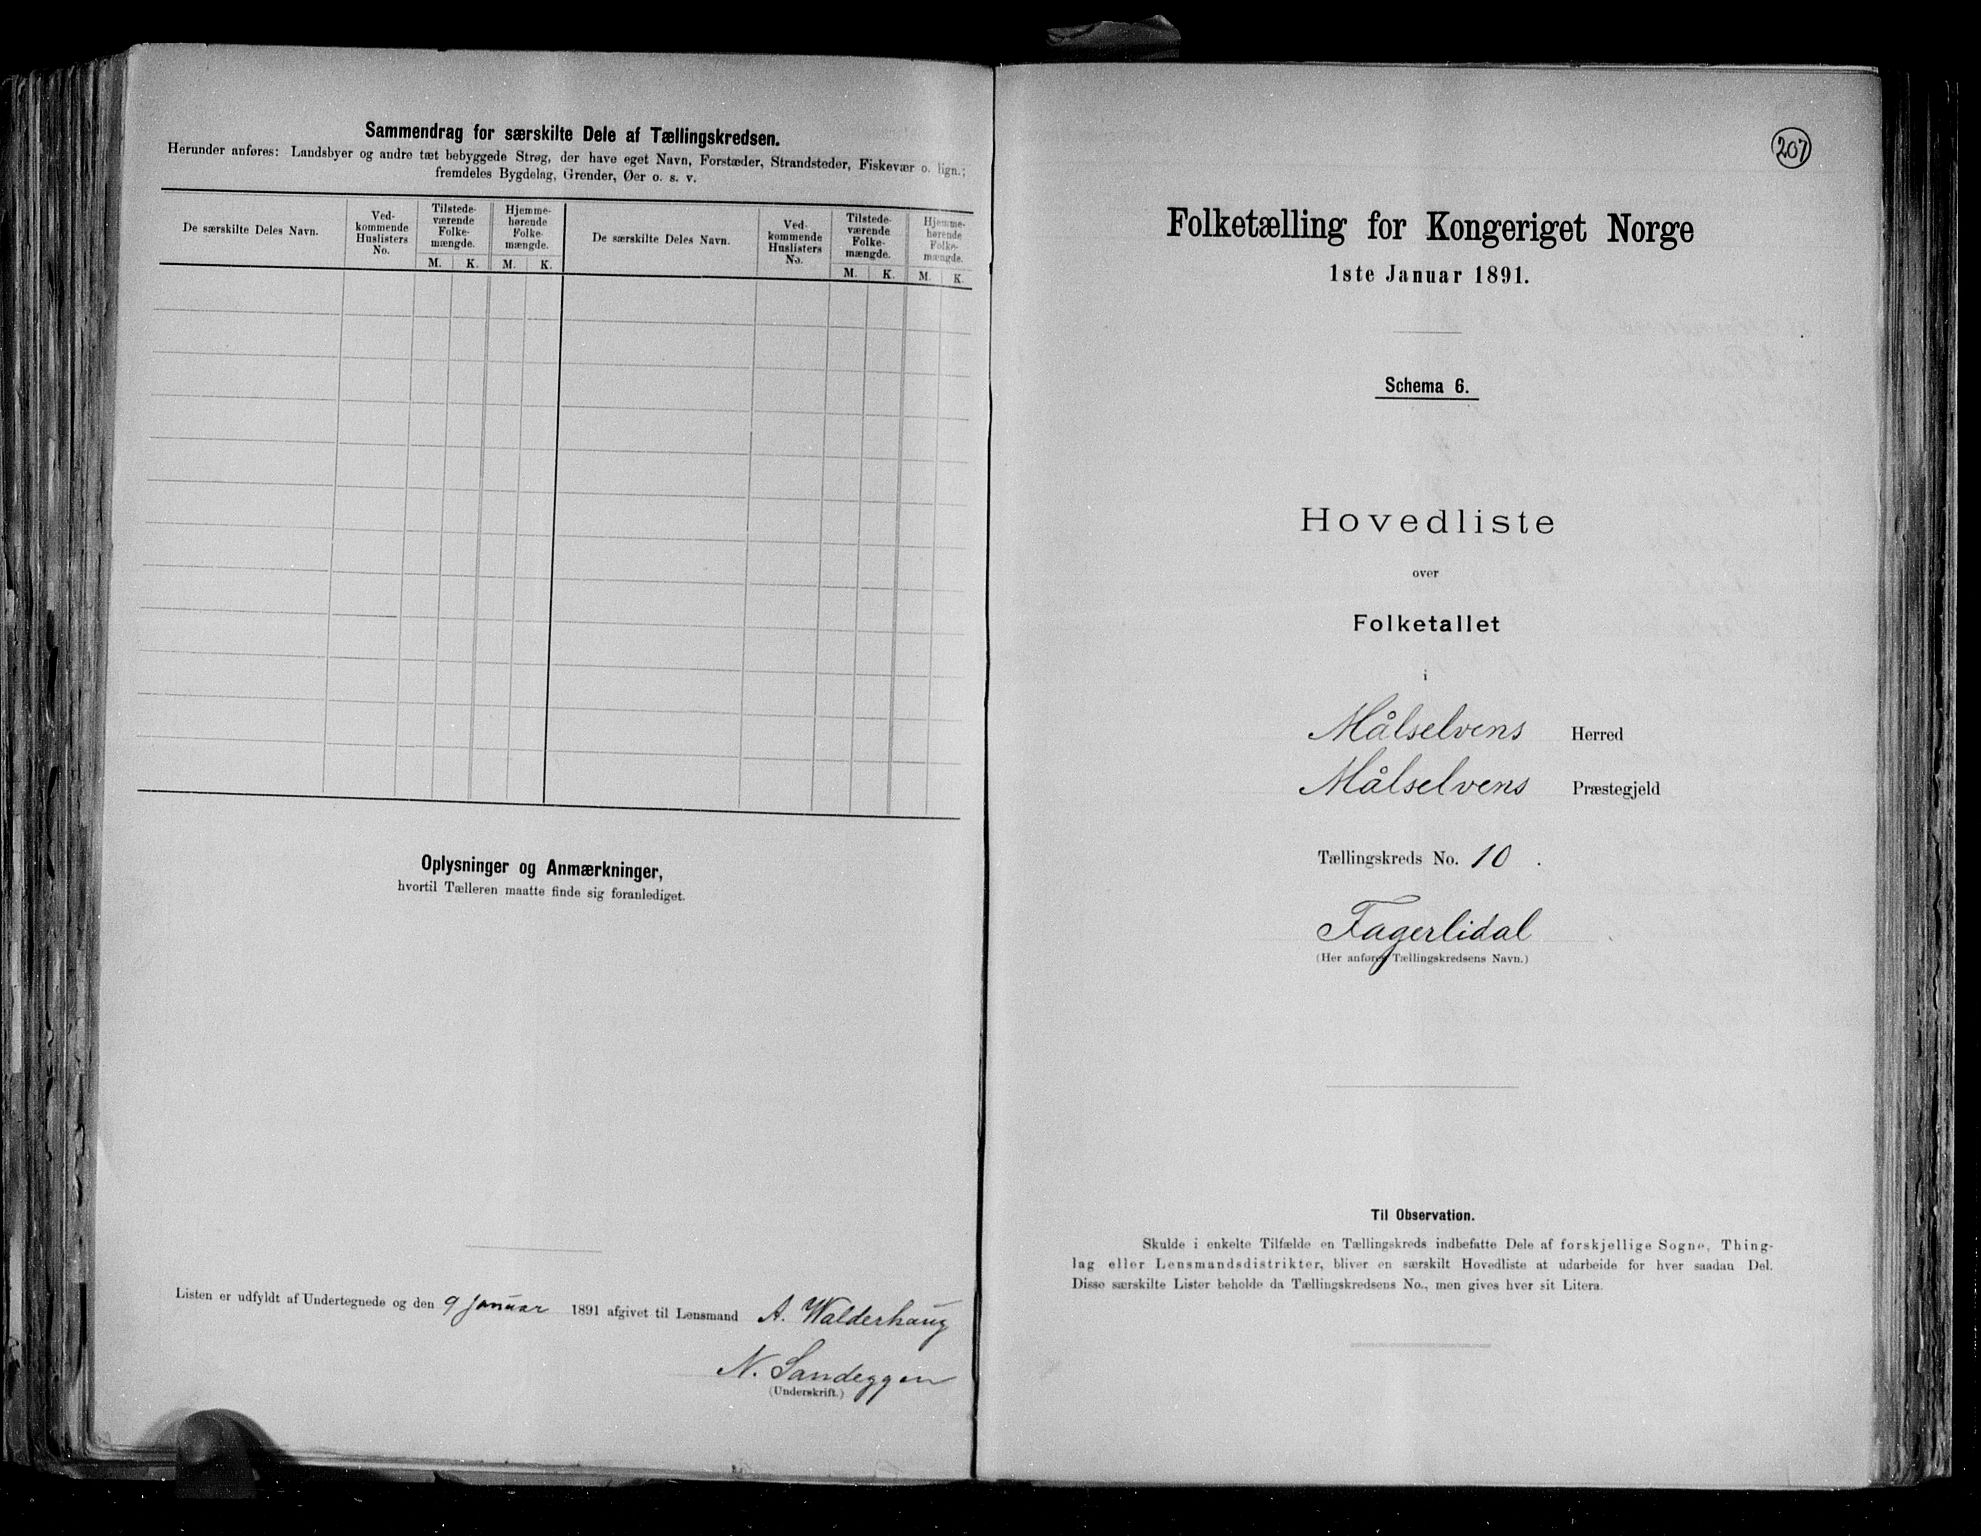 Sammendrag for særskilte Dele af Tællingskredsen.
Herunder anføres: Landsbyer og andre tæt bebyggede Strøg, der have eget Navn, Forstæder, Strandsteder, Fiskevær o. lign.;
fremdeles Bygdelag, Grender, Øer o. s. v.
De særskilte Deles Navn.
Ved-
kommende
Huslisters
No.
Tilstede-
værende
Folke-
mængde.
M. K.
Hjemme-
hørende
Folke-
mængde.
M. K.
De særskilte Deles Navn.
Ved-
kommende
Huslisters
No.
Tilstede-
værende
Folke-
mængde.
M. K.
Hjemme-
hørende
Folke-
mængde.
M. K.
Oplysninger og Anmærkninger,
hvortil Tælleren maatte finde sig foranlediget.
Listen er udfyldt af Undertegnede og den 9 Januar 1891 afgivet til Lensmand A. Walderhaug
N. Sandeggen
(Underskrift.)
207
Folketælling for Kongeriget Norge
1ste Januar 1891.
Schema 6.
Hovedliste
over
Folketallet
i
Målselvens Herred
Målselvens Præstegjeld
Tællingskreds No. 10.
Fagerlidal
(Her anføres Tællingskredsens Navn.)
Til Observation.
Skulde i enkelte Tilfælde en Tællingskreds indbefatte Dele af forskjellige Sogne, Thing-
lag eller Lensmandsdistrikter, bliver en særskilt Hovedliste at udarbeide for hver saadan Del.
Disse særskilte Lister beholde da Tællingskredsens No., men gives hver sit Litera.